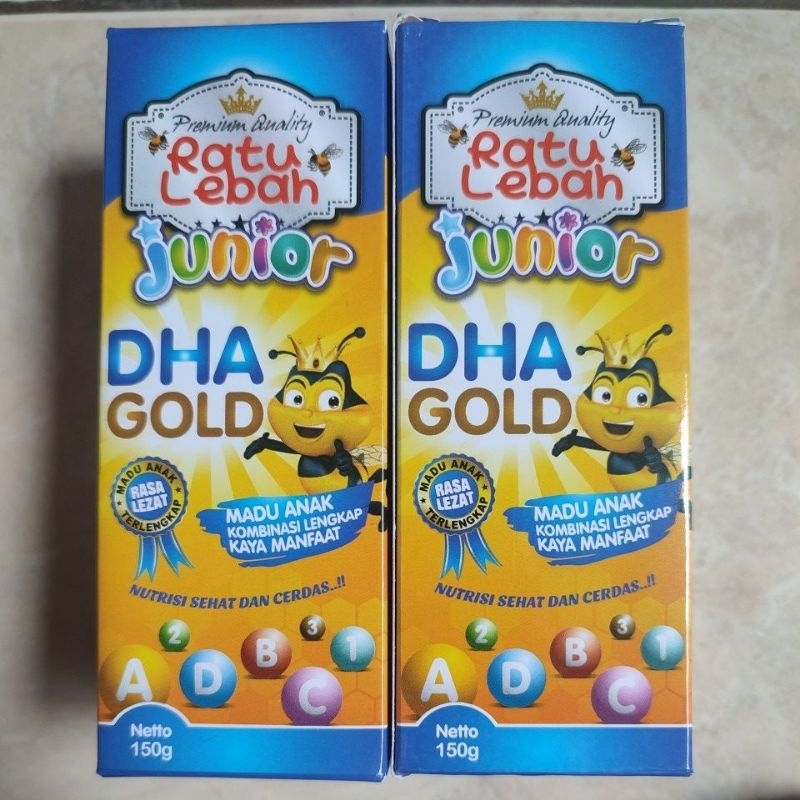 Premium Quality
Ratu
Lebah
junior
DHA
GOLD
MADU ANAK
RASA
LEZAT
TERLENGKAP
MADU ANAK
KOMBINASI LENGKAP
KAYA MANFAAT
NUTRISI SEHAT DAN CERDAS..!!
2
3
A
D
B
1
C
Netto
150g
Premium Quality
Ratu
Lebah
junior
DHA
GOLD
MADU ANAK
RASA
LEZAT
TERLENGKAP
MADU ANAK
KOMBINASI LENGKAP
KAYA MANFAAT
NUTRISI SEHAT DAN CERDAS..!!
2
3
A
D
B
1
C
Netto
150g